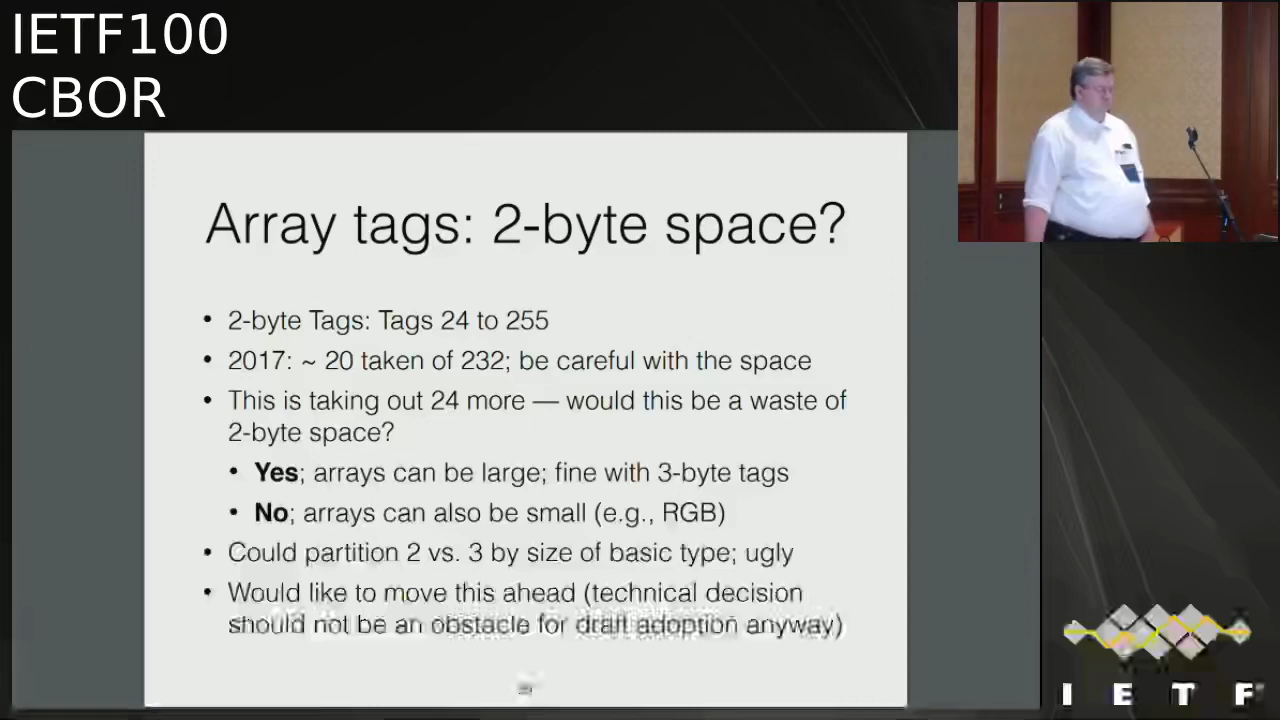 IETF100
CBOR
Array tags: 2-byte space?
• 2-byte Tags: Tags 24 to 255
• 2017: ~ 20 taken of 232; be careful with the space
• This is taking out 24 more — would this be a waste of
2-byte space?
• Yes; arrays can be large; fine with 3-byte tags
• No; arrays can also be small (e.g., RGB)
• Could partition 2 vs. 3 by size of basic type; ugly
• Would like to move this ahead (technical decision
should not be an obstacle for draft adoption anyway)
I E T F